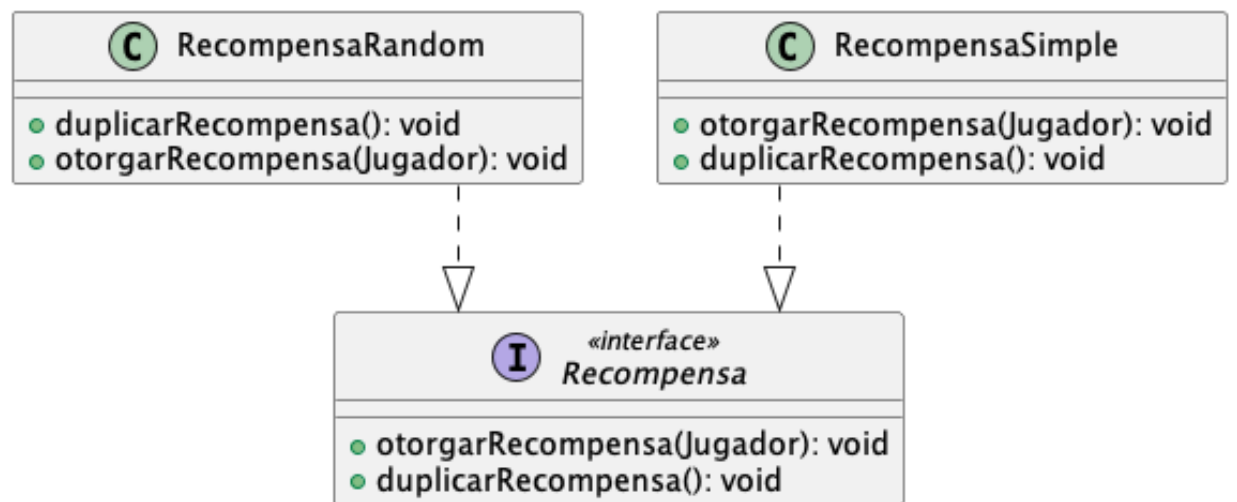 C RecompensaRandom
duplicarRecompensa(): void
otorgarRecompensa(Jugador): void
C RecompensaSimple
otorgarRecompensa(Jugador): void
duplicarRecompensa(): void
I «interface»
Recompensa
otorgarRecompensa(Jugador): void
duplicarRecompensa(): void